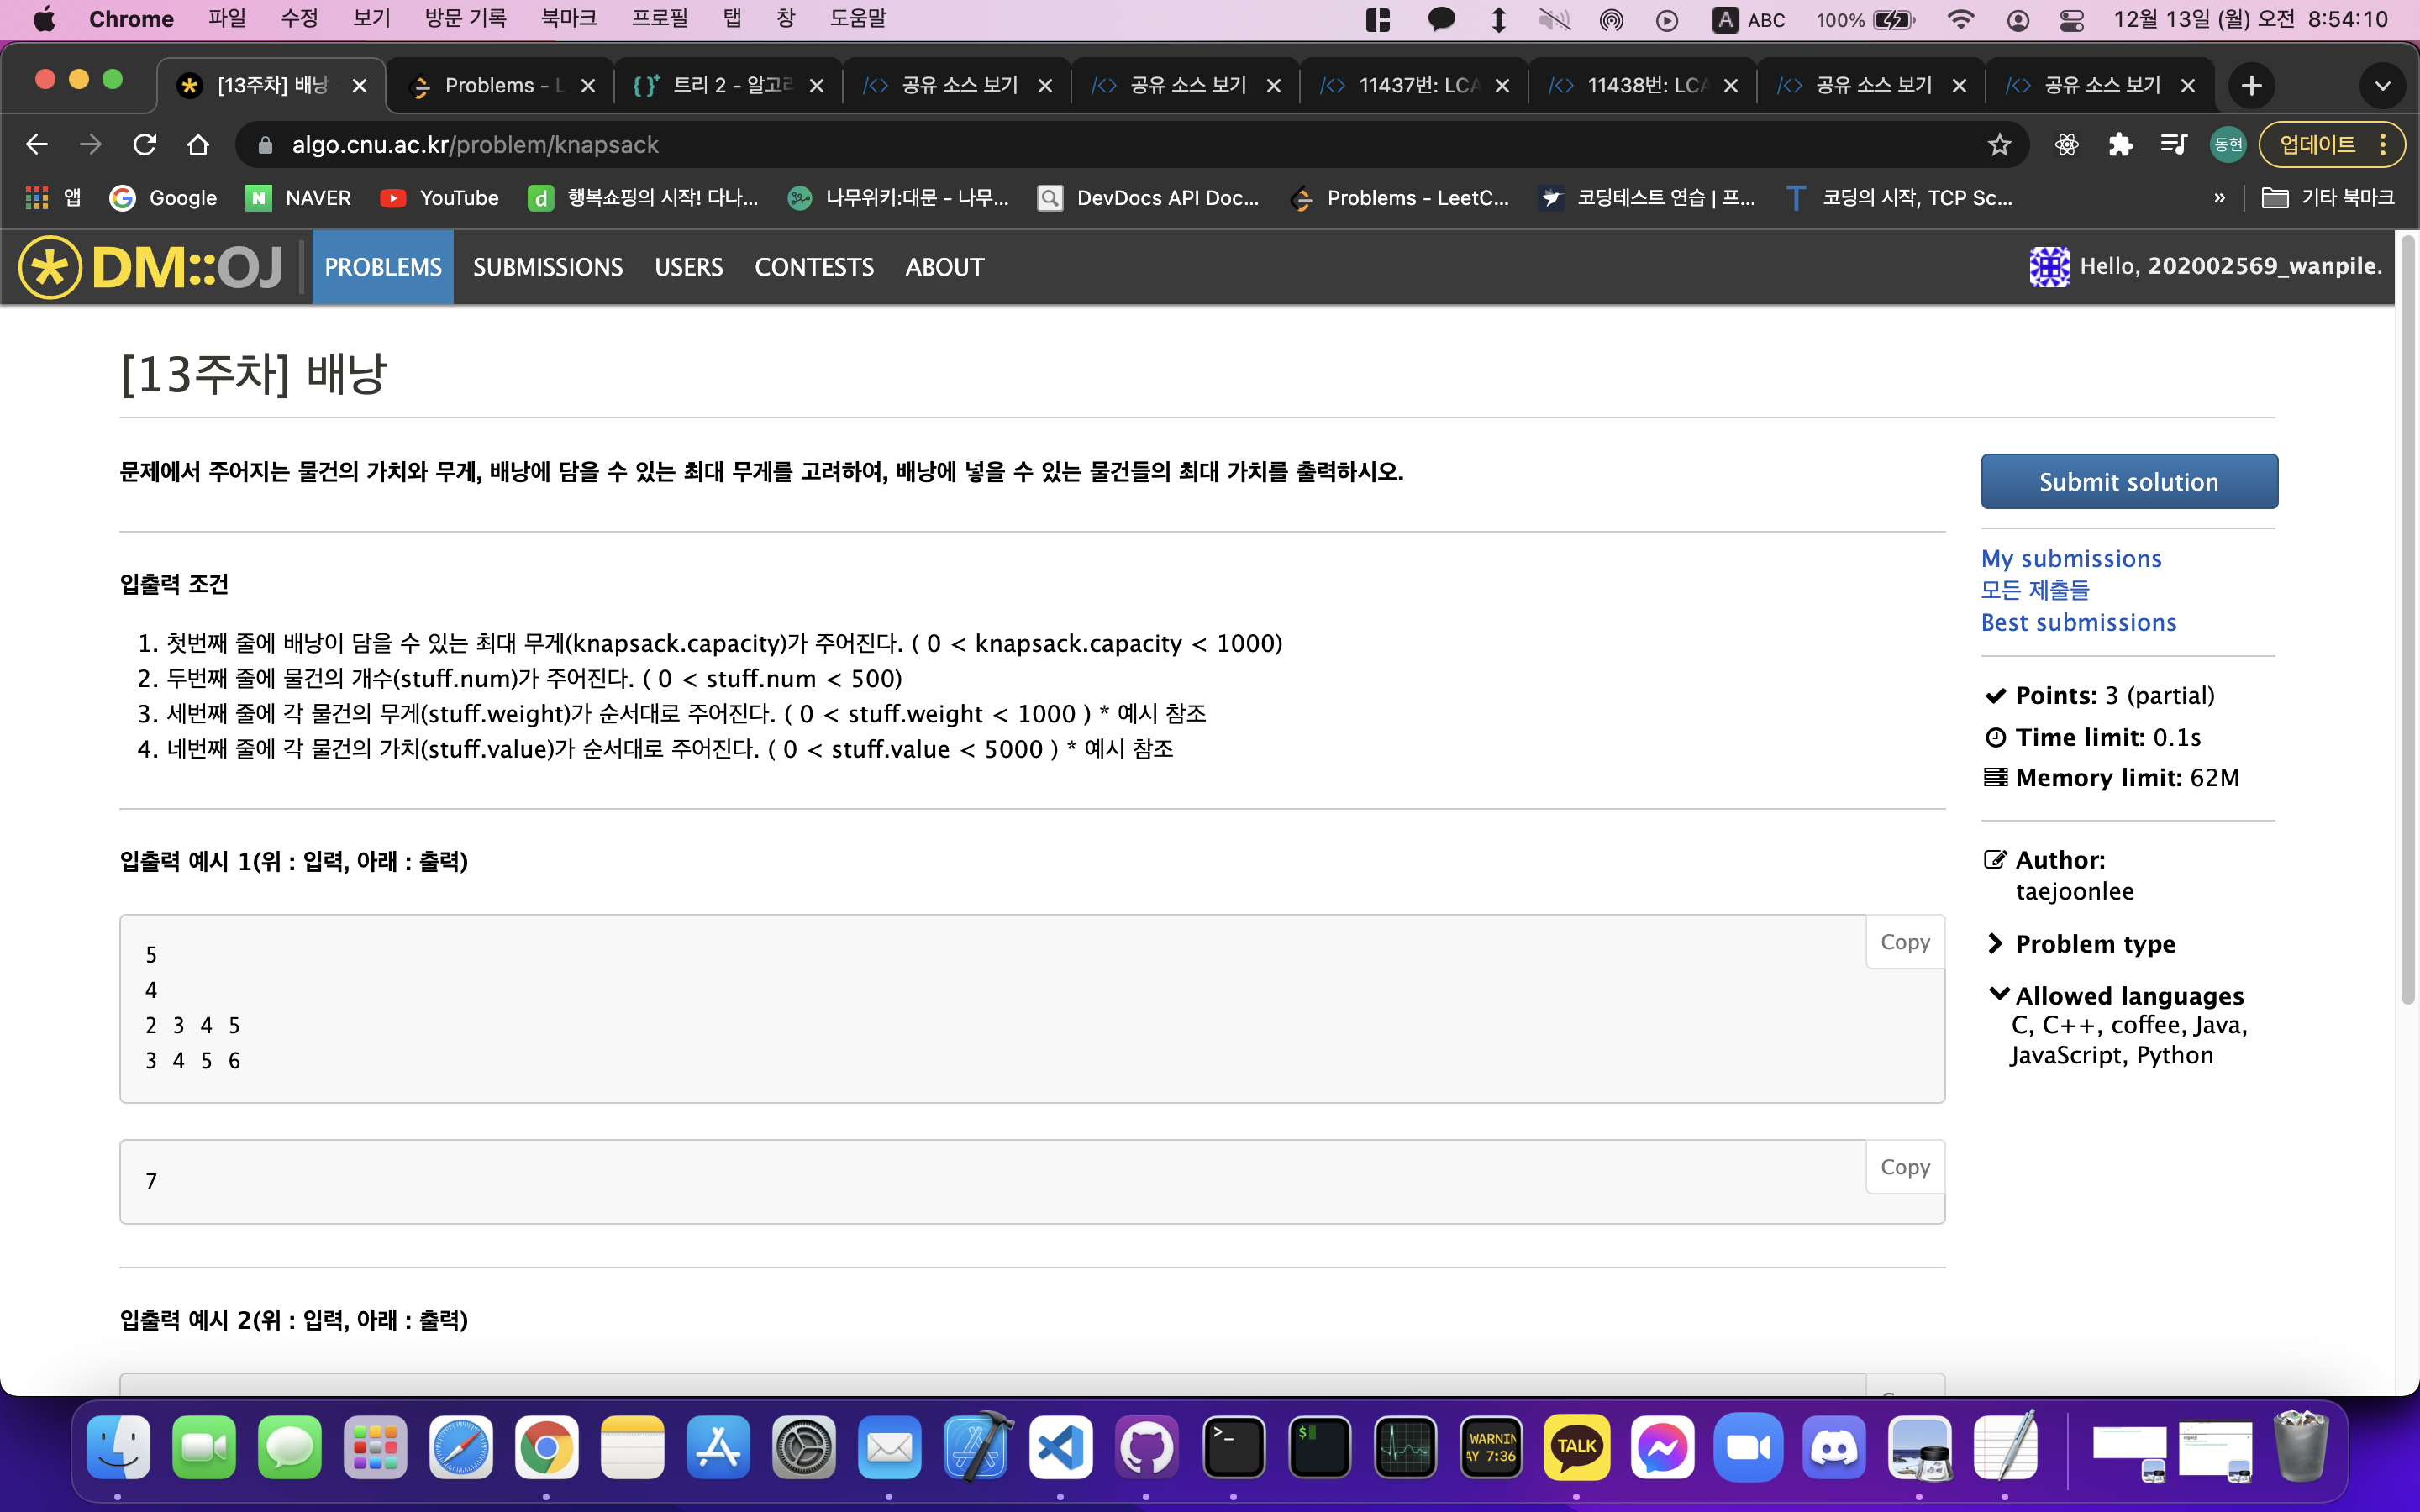 Chrome 파일 수정 보기 방문 기록 북마크 프로필 탭 창 도움말 A ABC 100% 12월 13일 (월) 오전 8:54:10
[13주차] 배낭 Problems - L 트리 2 - 알고 공유 소스 보기 공유 소스 보기 11437번: LCA 11438번: LCA 공유 소스 보기 공유 소스 보기
algo.cnu.ac.kr/problem/knapsack 동현 업데이트
앱 Google NAVER YouTube 행복쇼핑의 시작! 다나... 나무위키:대문 - 나무... DevDocs API Doc... Problems - LeetC... 코딩테스트 연습 | 프... 코딩의 시작, TCP Sc... » 기타 북마크
DM::OJ PROBLEMS SUBMISSIONS USERS CONTESTS ABOUT Hello, 202002569_wanpile.
[13주차] 배낭
문제에서 주어지는 물건의 가치와 무게, 배낭에 담을 수 있는 최대 무게를 고려하여, 배낭에 넣을 수 있는 물건들의 최대 가치를 출력하시오.
입출력 조건
1. 첫번째 줄에 배낭이 담을 수 있는 최대 무게(knapsack.capacity)가 주어진다. ( 0 < knapsack.capacity < 1000)
2. 두번째 줄에 물건의 개수(stuff.num)가 주어진다. ( 0 < stuff.num < 500)
3. 세번째 줄에 각 물건의 무게(stuff.weight)가 순서대로 주어진다. ( 0 < stuff.weight < 1000 ) * 예시 참조
4. 네번째 줄에 각 물건의 가치(stuff.value)가 순서대로 주어진다. ( 0 < stuff.value < 5000 ) * 예시 참조
입출력 예시 1(위 : 입력, 아래 : 출력)
Copy
5
4
2 3 4 5
3 4 5 6
Copy
7
입출력 예시 2(위 : 입력, 아래 : 출력)
Submit solution
My submissions
모든 제출들
Best submissions
Points: 3 (partial)
Time limit: 0.1s
Memory limit: 62M
Author:
taejoonlee
Problem type
Allowed languages
C, C++, coffee, Java,
JavaScript, Python
WARNIN
AY 7:36
TALK